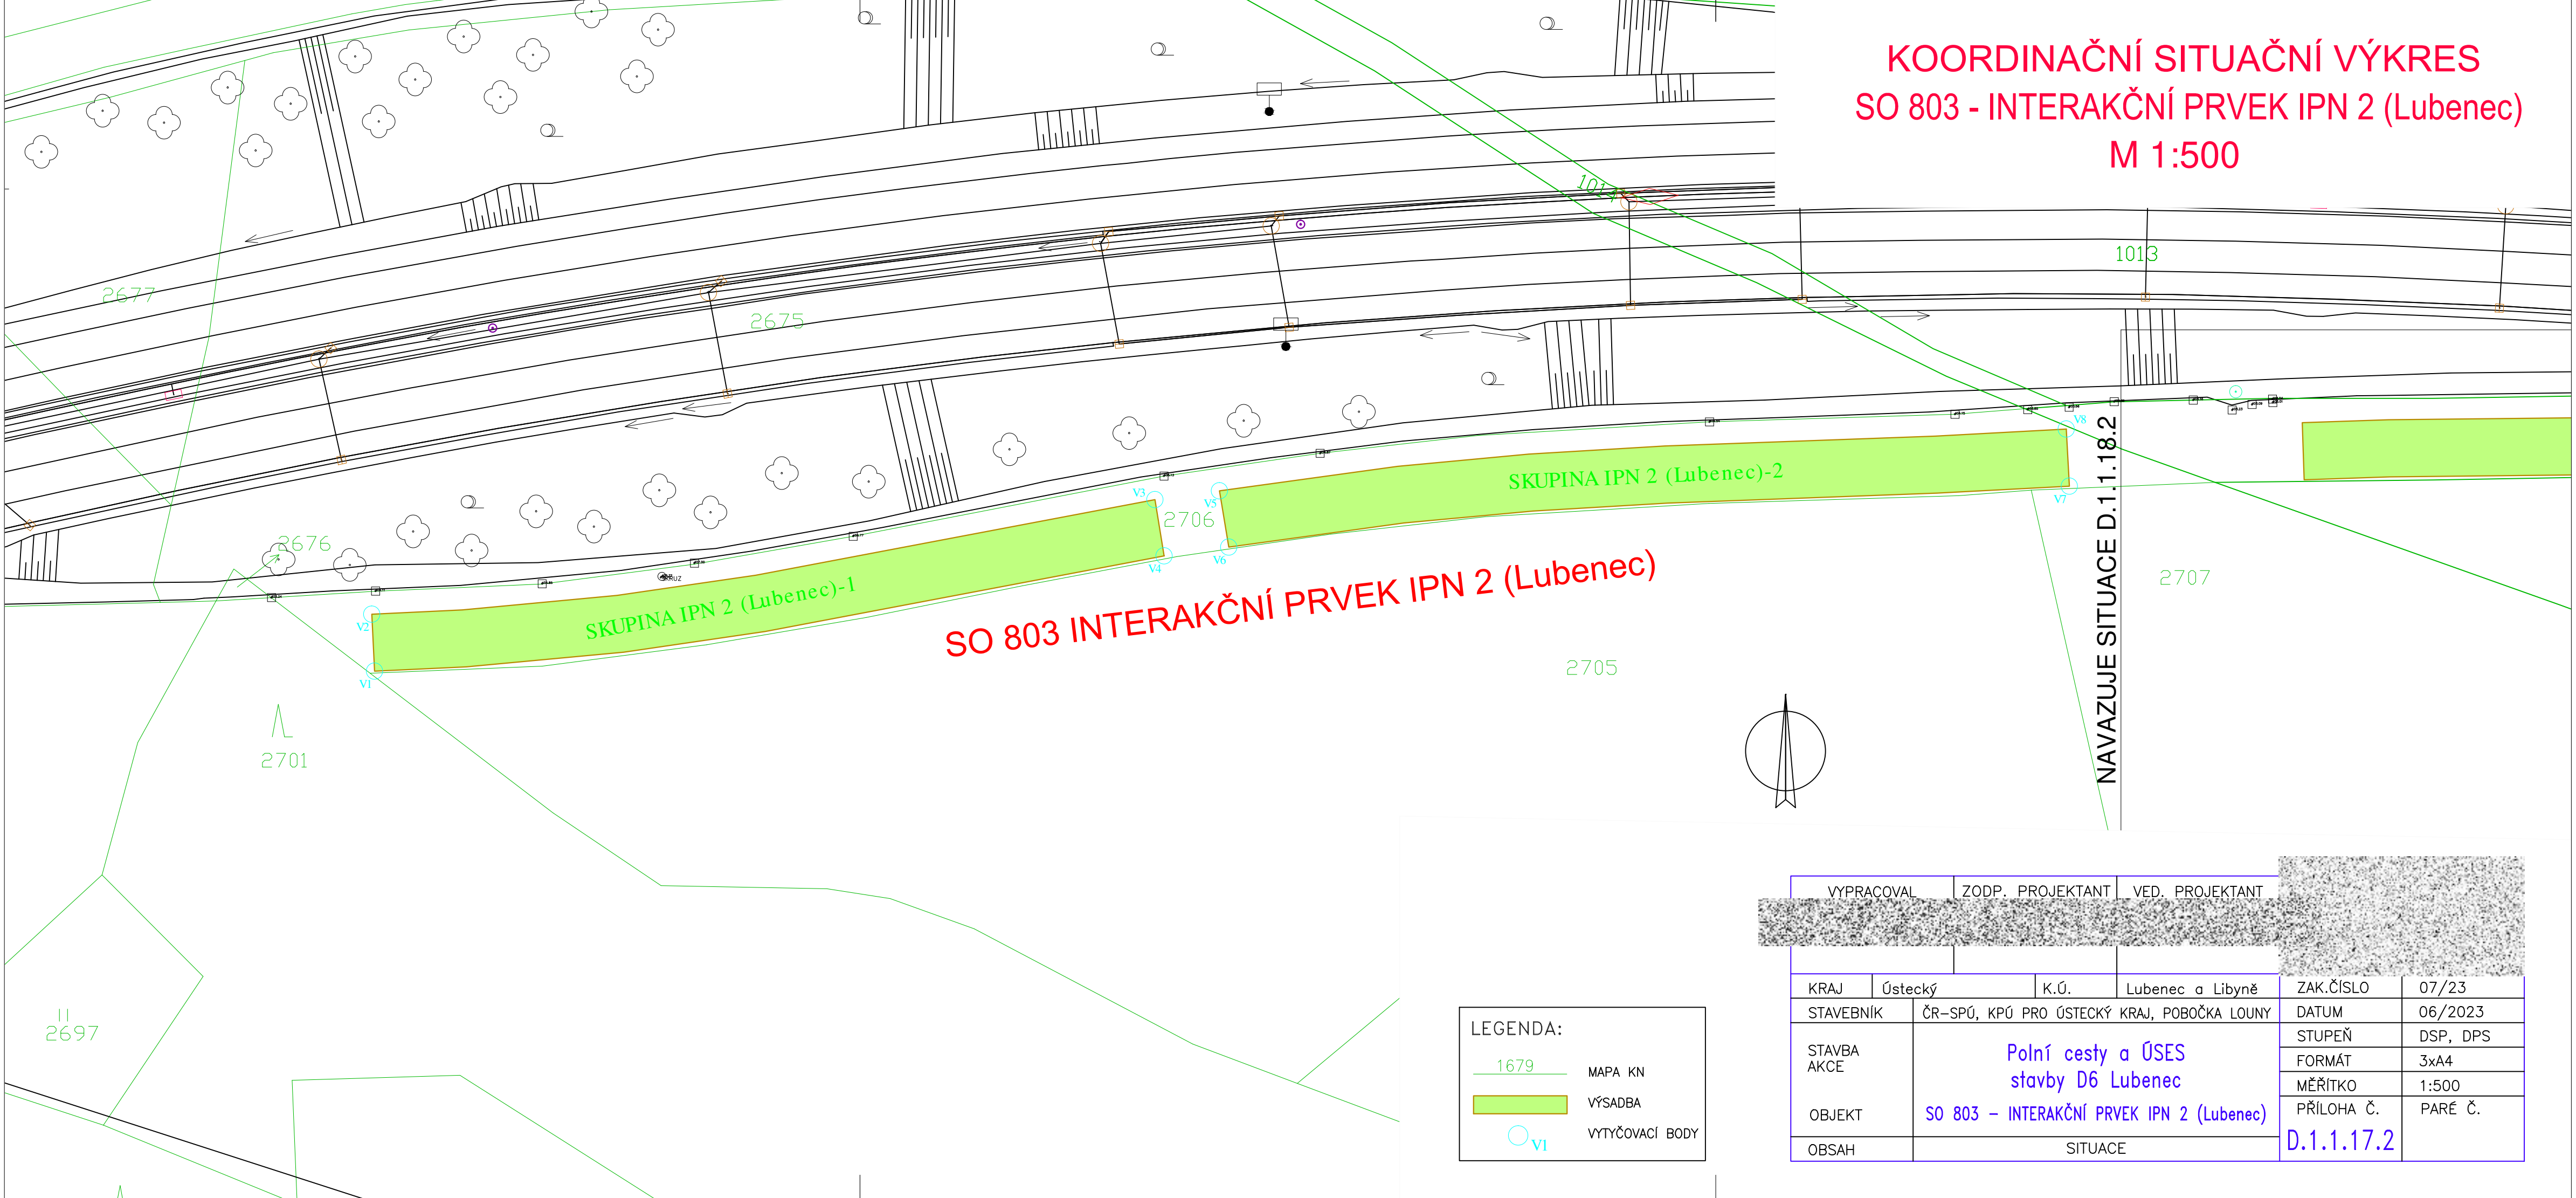 KOORDINAČNÍ SITUAČNÍ VÝKRES
SO 803 - INTERAKČNÍ PRVEK IPN 2 (Lubenec)
M 1:500
1013
2677
2675
2676
2706
2707
2705
2701
2697
V8
V3
V5
V7
V4
V6
V2
V1
SKUPINA IPN 2 (Lubenec)-2
SKUPINA IPN 2 (Lubenec)-1
SO 803 INTERAKČNÍ PRVEK IPN 2 (Lubenec)
NAVAZUJE SITUACE D.1.1.18.2
LEGENDA:
1679 MAPA KN
VÝSADBA
V1 VYTYČOVACÍ BODY
VYPRACOVAL ZODP. PROJEKTANT VED. PROJEKTANT
KRAJ Ústecký K.Ú. Lubenec a Libyně ZAK.ČÍSLO 07/23
STAVEBNÍK ČR-SPÚ, KPÚ PRO ÚSTECKÝ KRAJ, POBOČKA LOUNY DATUM 06/2023
STUPEŇ DSP, DPS
STAVBA AKCE Polní cesty a ÚSES
stavby D6 Lubenec
FORMÁT 3xA4
MĚŘÍTKO 1:500
OBJEKT SO 803 - INTERAKČNÍ PRVEK IPN 2 (Lubenec)
PŘÍLOHA Č. PARÉ Č.
D.1.1.17.2
OBSAH SITUACE